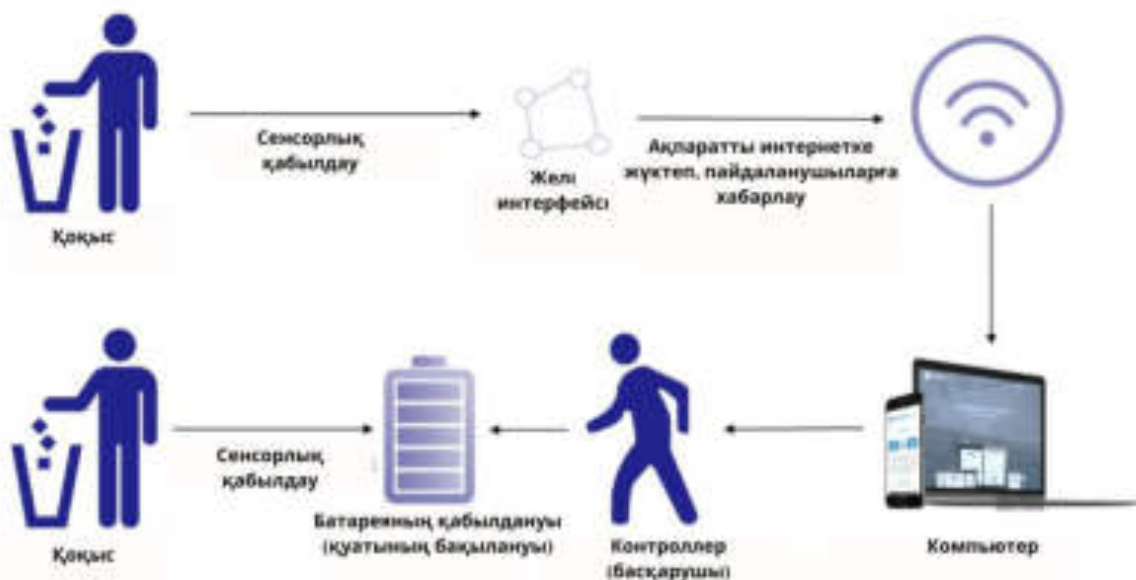 Сенсорлық
қабылдау
Желі
интерфейсі
Ақпаратты интернетке
жүктеп, пайдаланушыларға
хабарлау
Қоқыс
Сенсорлық
қабылдау
Батареяның қабылдануы
(қуатының бақылануы)
Контроллер
(басқарушы)
Компьютер
Қоқыс